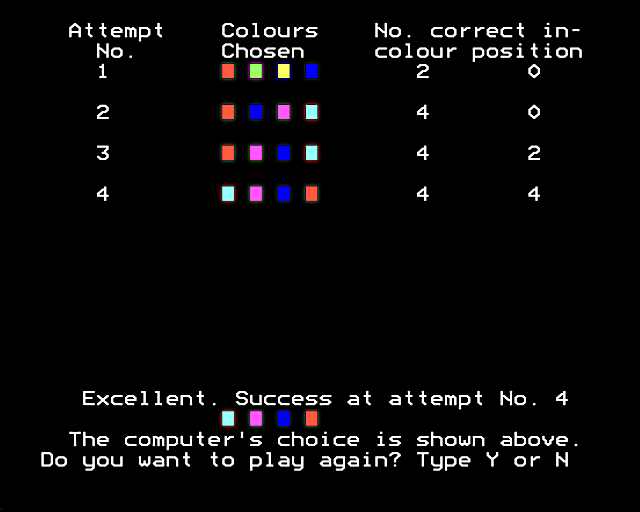 Attempt Colours No. correct in-
No. Chosen colour position
1 2 0
2 4 0
3 4 2
4 4 4
Excellent. Success at attempt No. 4
The computer's choice is shown above.
Do you want to play again? Type Y or N